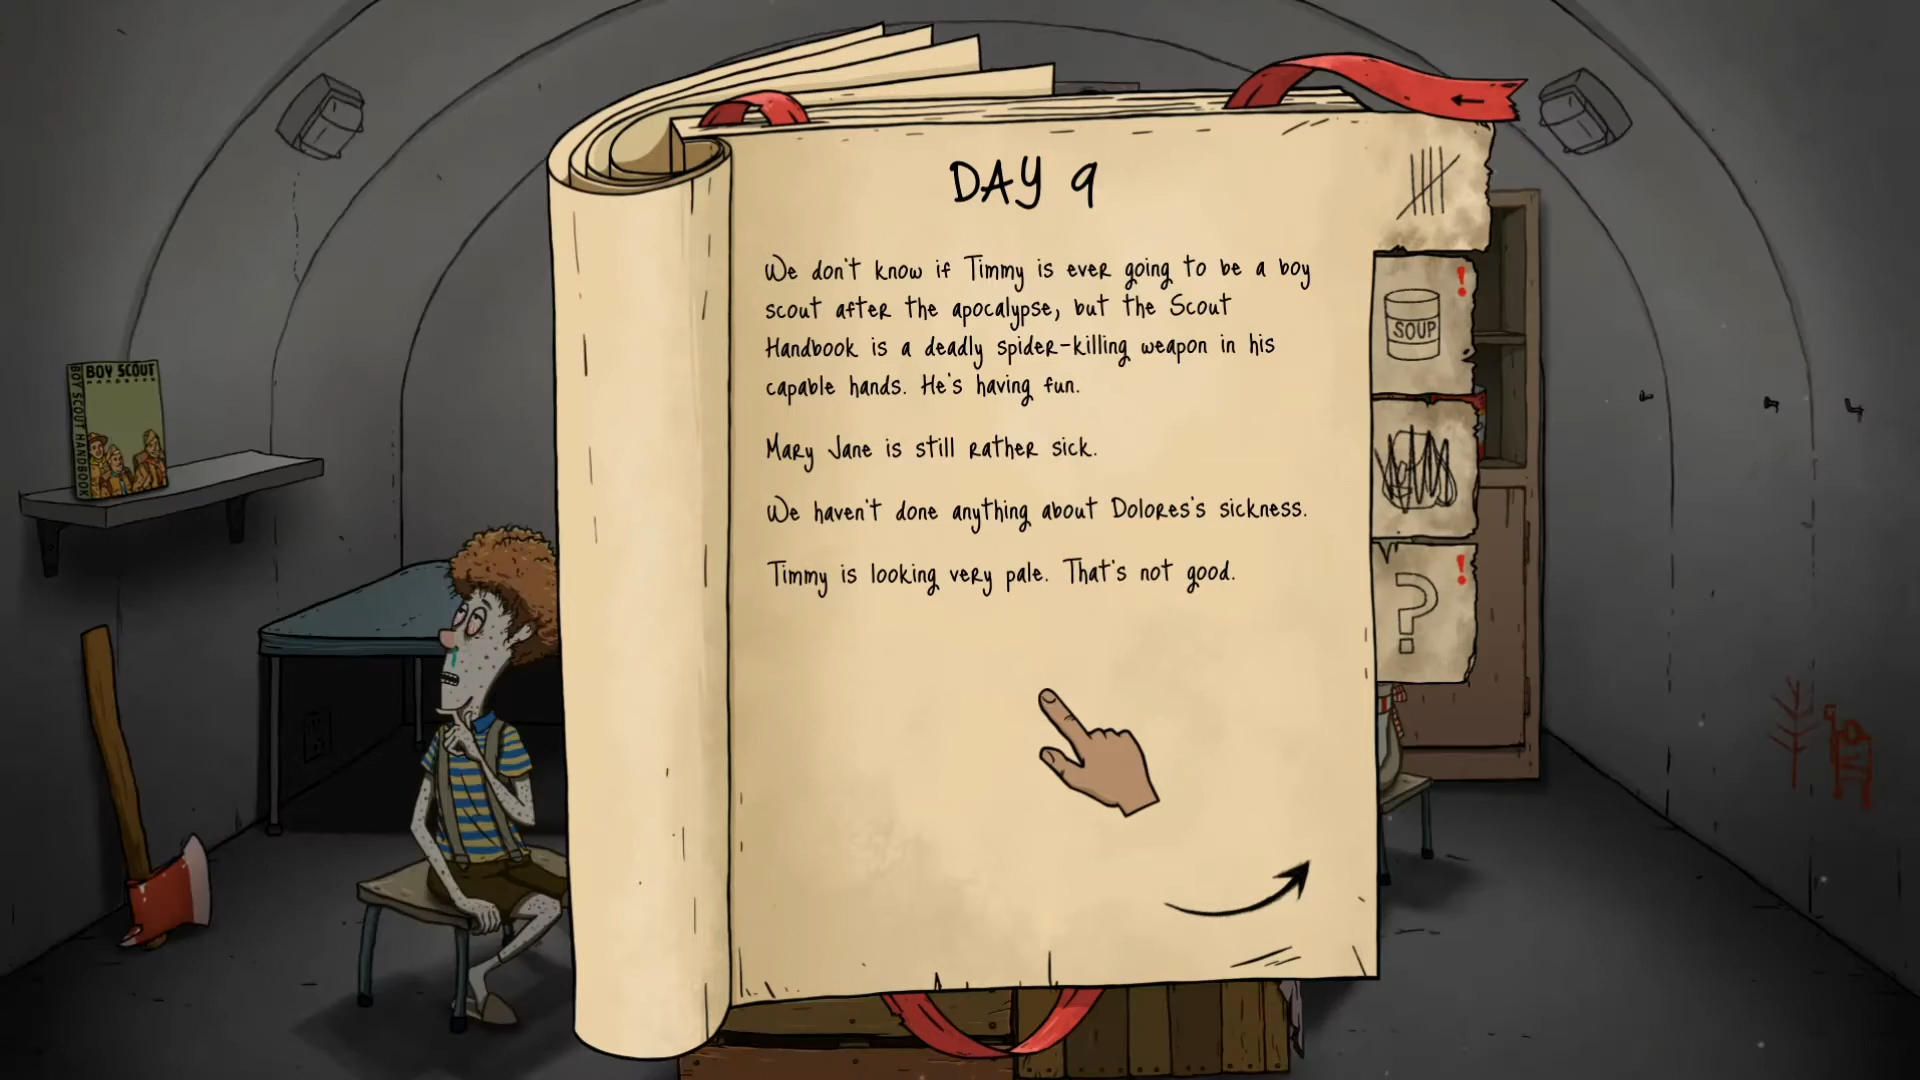 DAY 9
We don't know if Timmy is ever going to be a boy
scout after the apocalypse, but the Scout
Handbook is a deadly spider-killing weapon in his
capable hands. He's having fun.
Mary Jane is still rather sick.
We haven't done anything about Dolores's sickness.
Timmy is looking very pale. That's not good.
!
SOUP
!
?
BOY SCOUT
HANDBOOK
BOY SCOUT HANDBOOK